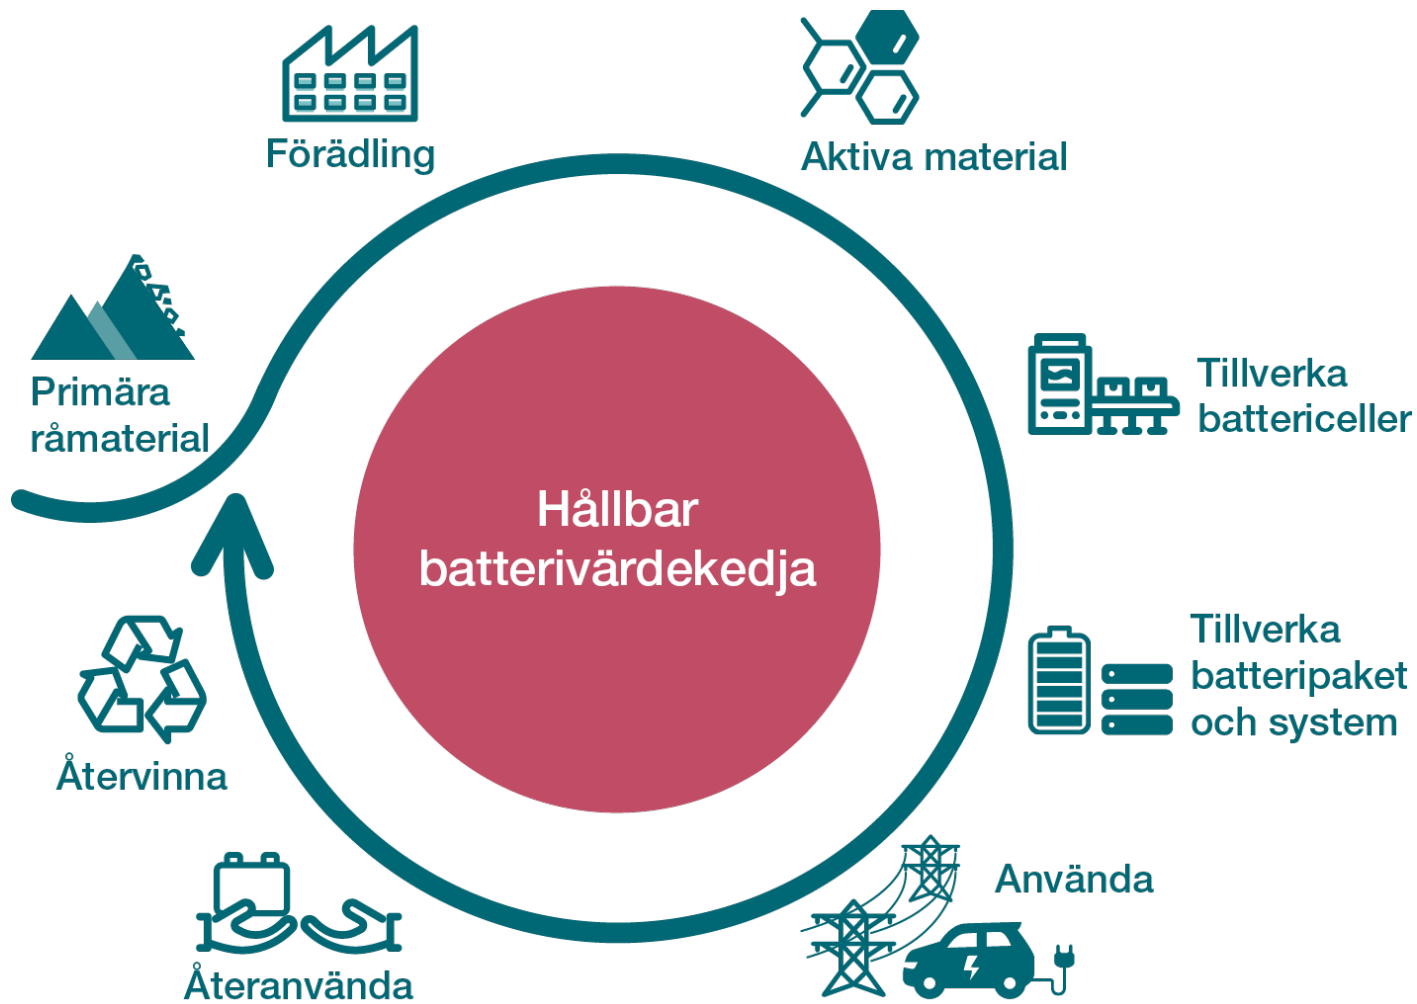 Förädling
Aktiva material
Primära
råmaterial
Tillverka
battericeller
Hållbar
batterivärdekedja
Tillverka
batteripaket
och system
Återvinna
Använda
Återanvända